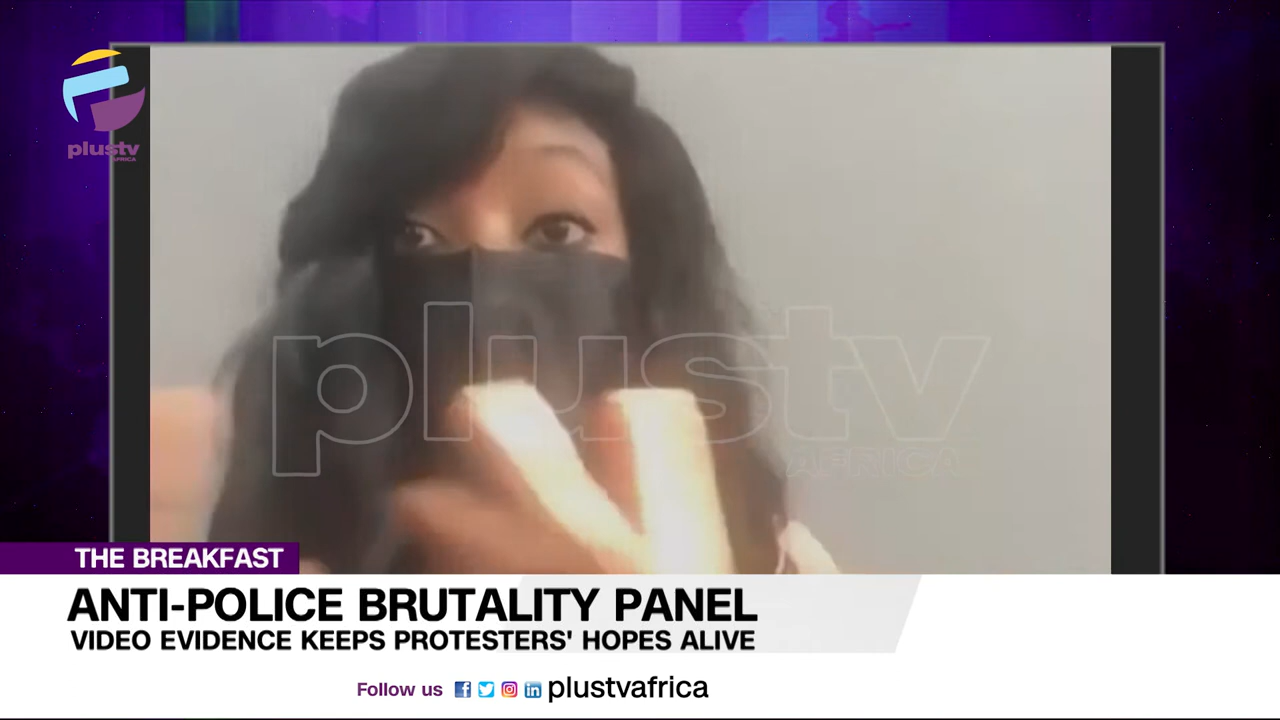 plustv
AFRICA
plustv
AFRICA
THE BREAKFAST
ANTI-POLICE BRUTALITY PANEL
VIDEO EVIDENCE KEEPS PROTESTERS' HOPES ALIVE
Follow us plustvafrica